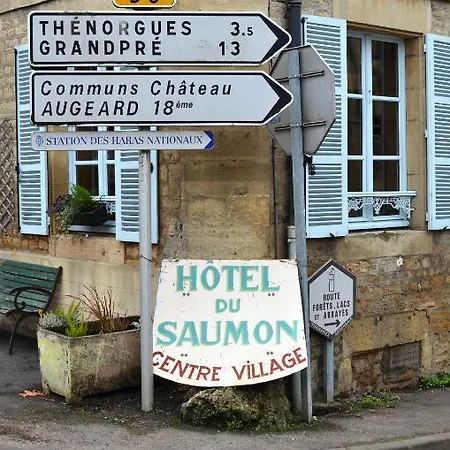 THÉNORGUES 3.5
GRANDPRÉ 13
Communs Château
AUGEARD 18ème
STATION DES HARAS NATIONAUX
HÔTEL
DU
SAUMON
CENTRE VILLAGE
ROUTE
FORÊTS, LACS
ET
ABBAYES